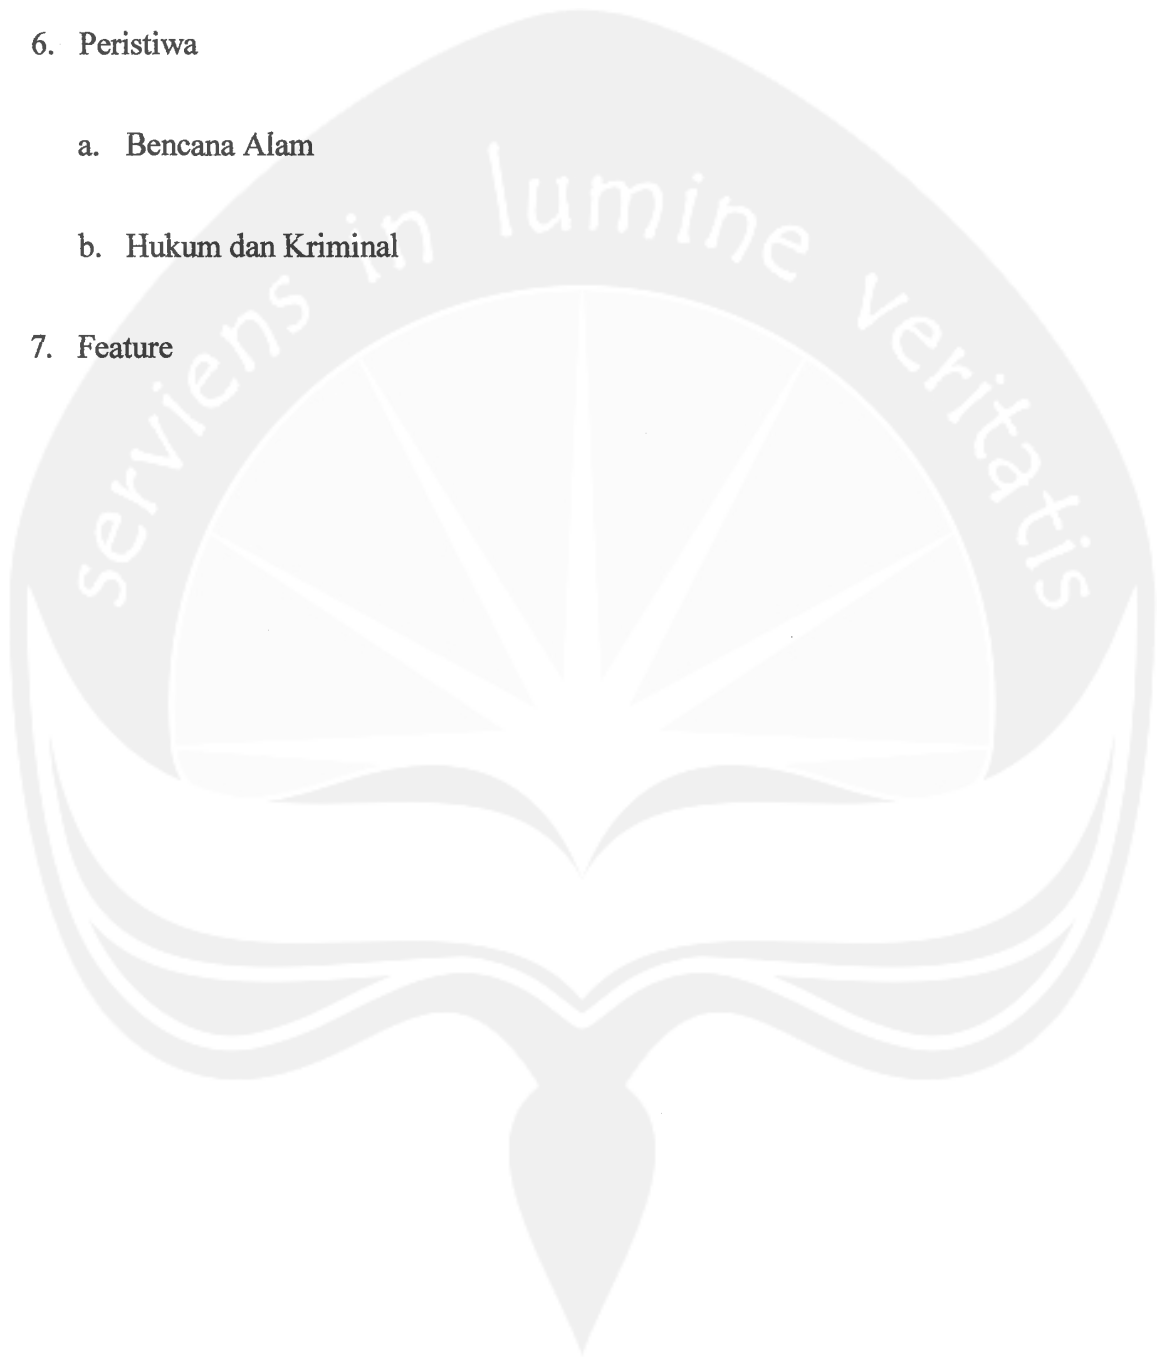 6. Peristiwa
a. Bencana Alam
b. Hukum dan Kriminal
7. Feature
serviens in lumine veritatis